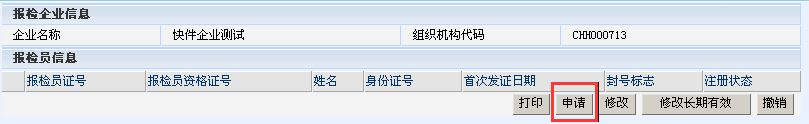 报检企业信息
企业名称 快件企业测试 组织机构代码 CHH000713
报检员信息
报检员证号 报检员资格证号 姓名 身份证号 首次发证日期 封号标志 注册状态
打印 申请 修改 修改长期有效 撤销